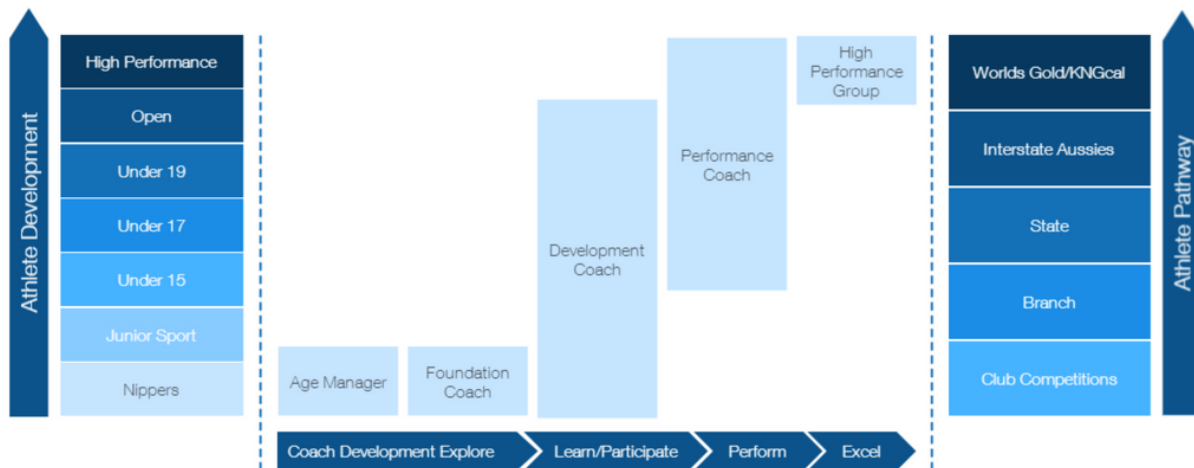 Athlete Development
High Performance
Open
Under 19
Under 17
Under 15
Junior Sport
Nippers
Age Manager
Foundation
Coach
Development
Coach
Performance
Coach
High
Performance
Group
Coach Development Explore
Learn/Participate
Perform
Excel
Worlds Gold/KNGcal
Interstate Aussies
State
Branch
Club Competitions
Athlete Pathway